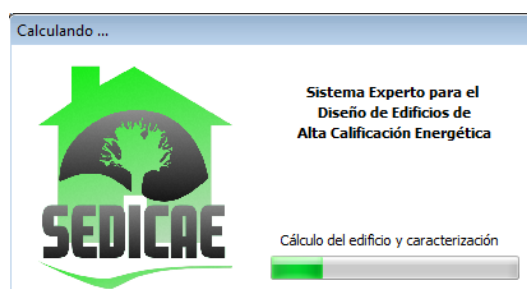 Calculando ...
Sistema Experto para el
Diseño de Edificios de
Alta Calificación Energética
SEDICAE
Cálculo del edificio y caracterización